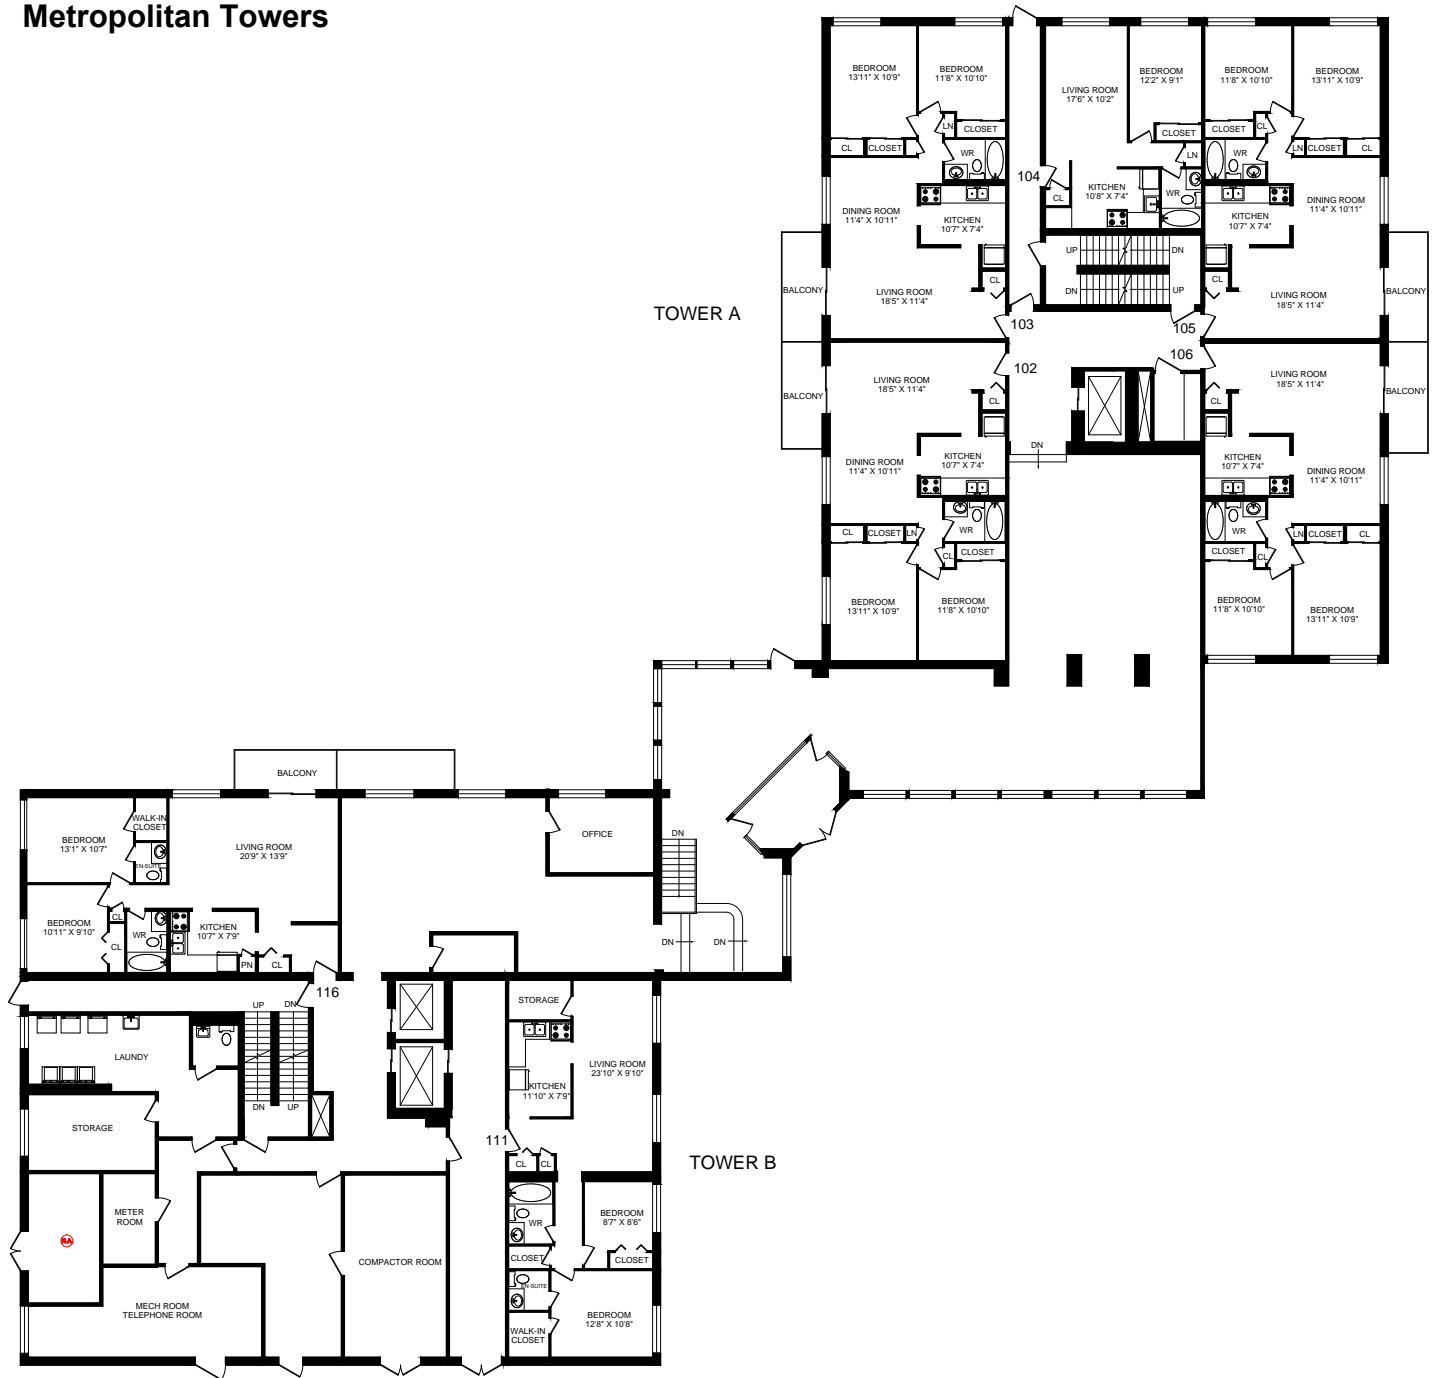 Metropolitan Towers
BEDROOM
13'11" X 10'9"
BEDROOM
11'8" X 10'10"
LIVING ROOM
17'6" X 10'2"
BEDROOM
12'2" X 9'1"
BEDROOM
11'8" X 10'10"
BEDROOM
13'11" X 10'9"
LN
CLOSET
CLOSET
CLOSET
CL
CL
CLOSET
WR
LN
WR
LN
CLOSET
CL
104
KITCHEN
10'8" X 7'4"
WR
CL
DINING ROOM
11'4" X 10'11"
KITCHEN
10'7" X 7'4"
KITCHEN
10'7" X 7'4"
DINING ROOM
11'4" X 10'11"
UP
DN
DN
UP
CL
CL
BALCONY
LIVING ROOM
18'5" X 11'4"
LIVING ROOM
18'5" X 11'4"
BALCONY
TOWER A
103
105
106
102
LIVING ROOM
18'5" X 11'4"
LIVING ROOM
18'5" X 11'4"
BALCONY
CL
CL
BALCONY
DN
DINING ROOM
11'4" X 10'11"
KITCHEN
10'7" X 7'4"
KITCHEN
10'7" X 7'4"
DINING ROOM
11'4" X 10'11"
CL
CLOSET
LN
WR
WR
LN
CLOSET
CL
CL
CLOSET
CLOSET
CL
BEDROOM
13'11" X 10'9"
BEDROOM
11'8" X 10'10"
BEDROOM
11'8" X 10'10"
BEDROOM
13'11" X 10'9"
BALCONY
WALK-IN
CLOSET
BEDROOM
13'1" X 10'7"
LIVING ROOM
20'9" X 13'9"
OFFICE
DN
EN-SUITE
BEDROOM
10'11" X 9'10"
CL
CL
WR
KITCHEN
10'7" X 7'9"
PN
CL
DN
DN
116
UP
DN
STORAGE
LAUNDY
LIVING ROOM
23'10" X 9'10"
KITCHEN
11'10" X 7'9"
DN
UP
STORAGE
111
CL
CL
TOWER B
METER
ROOM
BEDROOM
8'7" X 8'6"
WR
CLOSET
CLOSET
COMPACTOR ROOM
EN-SUITE
MECH ROOM
TELEPHONE ROOM
BEDROOM
12'8" X 10'8"
WALK-IN
CLOSET